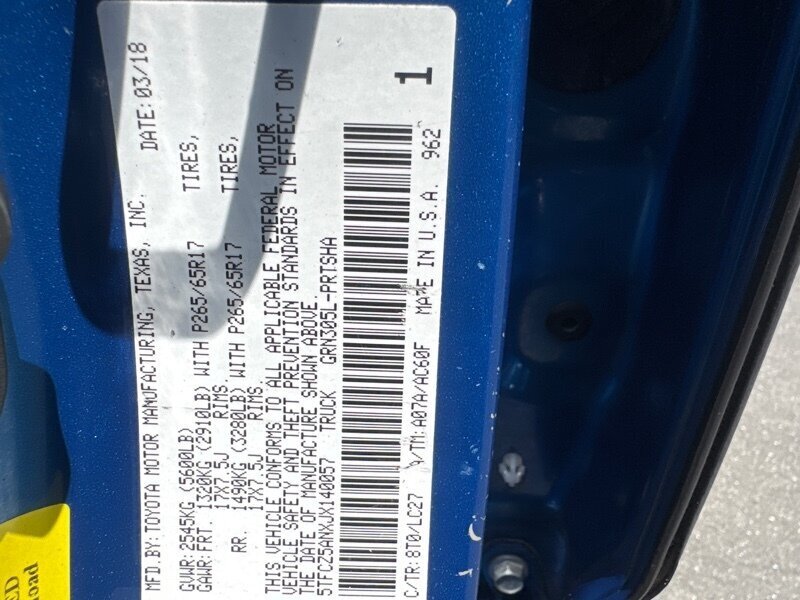 MFD.BY: TOYOTA MOTOR MANUFACTURING, TEXAS, INC. DATE: 03/18
GVWR: 2545KG (5600LB)
GAWR: FRT. 1320KG (2910LB) WITH P265/65R17 TIRES,
17X7.5J RIMS,
RR. 1490KG (3280LB) WITH P265/65R17 TIRES,
17X7.5J RIMS.
THIS VEHICLE CONFORMS TO ALL APPLICABLE FEDERAL MOTOR
VEHICLE SAFETY AND THEFT PREVENTION STANDARDS IN EFFECT ON
THE DATE OF MANUFACTURE SHOWN ABOVE.
5TFCZ5ANXJX140057 TRUCK GRN305L-PRTSHA
1
C/TR: 8T0/LC27 A/TM: A07A/AC60F MADE IN U.S.A. 962
ED
oad